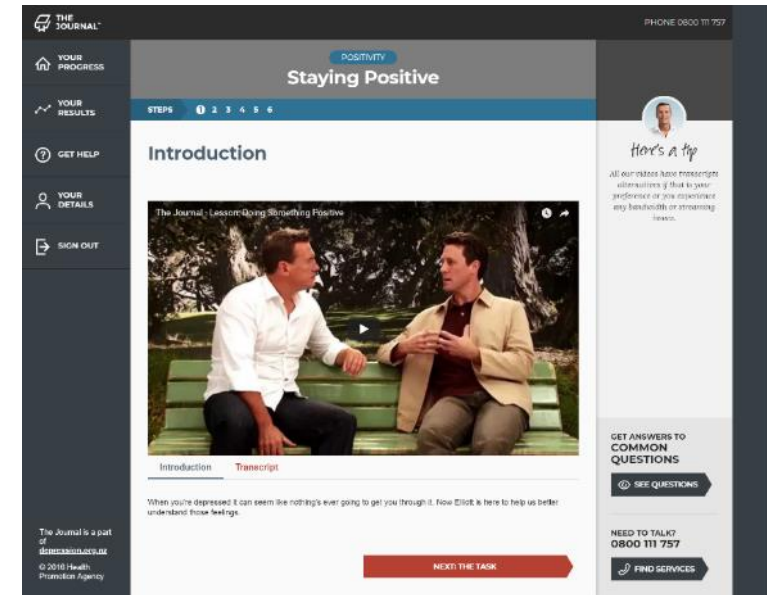 THE
JOURNAL
PHONE 0800 111 757
YOUR
PROGRESS
YOUR
RESULTS
GET HELP
YOUR
DETAILS
SIGN OUT
The Journal is a part
of
depression.org.nz
© 2016 Health
Promotion Agency
POSITIVITY
Staying Positive
STEPS 1 2 3 4 5 6
Introduction
The Journal - Lesson: Doing Something Positive
Introduction Transcript
When you're depressed it can seem like nothing's ever going to get you through it. Now Elliott is here to help us better
understand those feelings.
NEXT: THE TASK
Here's a tip
All our videos have transcripts
alternatives if that is your
preference or you experience
any bandwidth or streaming
issues.
GET ANSWERS TO
COMMON
QUESTIONS
SEE QUESTIONS
NEED TO TALK?
0800 111 757
FIND SERVICES